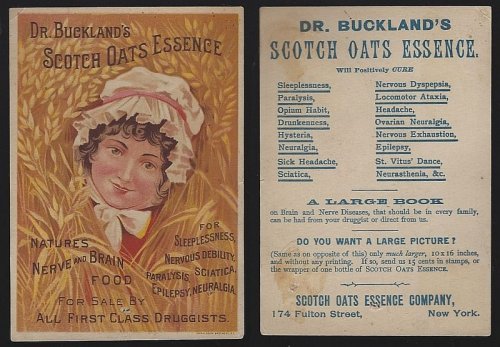 DR. BUCKLAND'S
SCOTCH OATS ESSENCE
NATURES
NERVE AND BRAIN
FOOD
FOR
SLEEPLESSNESS,
NERVOUS DEBILITY,
PARALYSIS SCIATICA,
EPILEPSY, NEURALGIA.
FOR SALE BY
ALL FIRST CLASS DRUGGISTS.
DR. BUCKLAND'S
SCOTCH OATS ESSENCE.
Will Positively CURE
Sleeplessness,
Paralysis,
Opium Habit,
Drunkenness,
Hysteria,
Neuralgia,
Sick Headache,
Sciatica,
Nervous Dyspepsia,
Locomotor Ataxia,
Headache,
Ovarian Neuralgia,
Nervous Exhaustion,
Epilepsy,
St. Vitus' Dance,
Neurasthenia, &c.
A LARGE BOOK
on Brain and Nerve Diseases, that should be in every family,
can be had from your druggist or direct from us.
DO YOU WANT A LARGE PICTURE?
(Same as on opposite of this) only much larger, 10 x 16 inches,
and without any printing. If so, send us 15 cents in stamps, or
the wrapper of one bottle of SCOTCH OATS ESSENCE.
SCOTCH OATS ESSENCE COMPANY,
174 Fulton Street, New York.